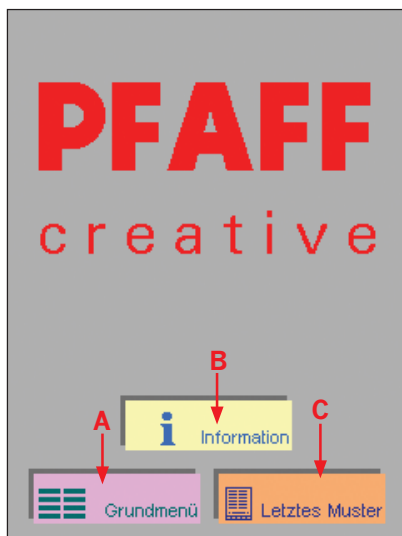 PFAFF
creative
B
Information
A
Grundmenü
C
Letztes Muster